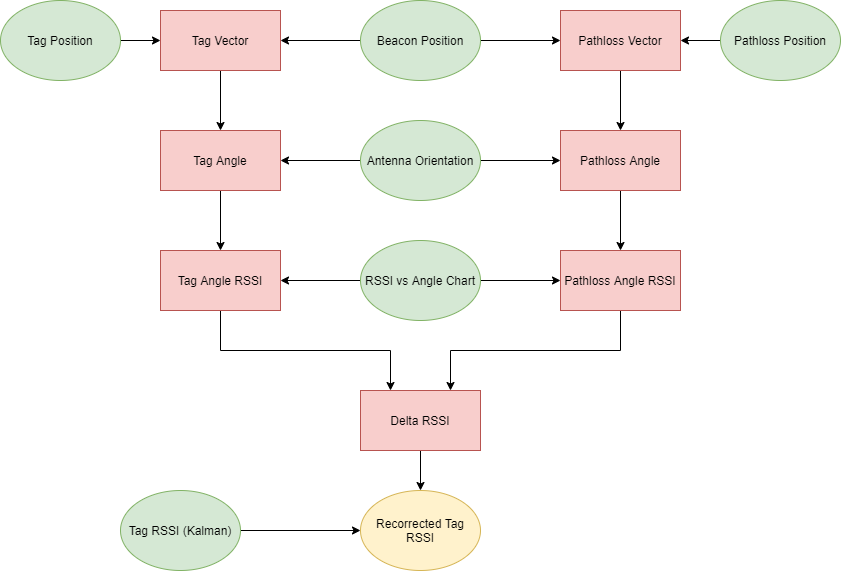 Tag Position
Tag Vector
Beacon Position
Pathloss Vector
Pathloss Position
Tag Angle
Antenna Orientation
Pathloss Angle
Tag Angle RSSI
RSSI vs Angle Chart
Pathloss Angle RSSI
Delta RSSI
Tag RSSI (Kalman)
Recorrected Tag
RSSI